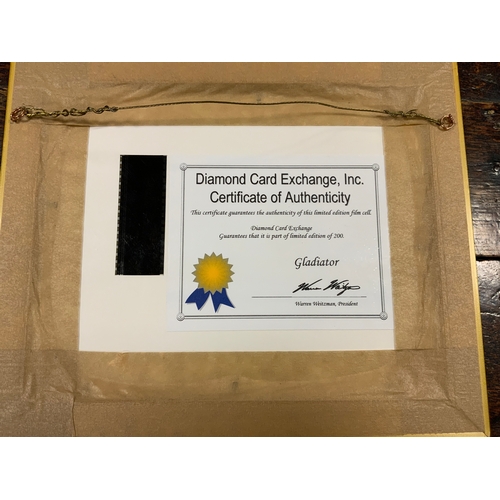 Diamond Card Exchange, Inc.
Certificate of Authenticity
This certificate guarantees the authenticity of this limited edition film cell.
Diamond Card Exchange
Guarantees that it is part of limited edition of 200.
Gladiator
Warren Weitzman, President